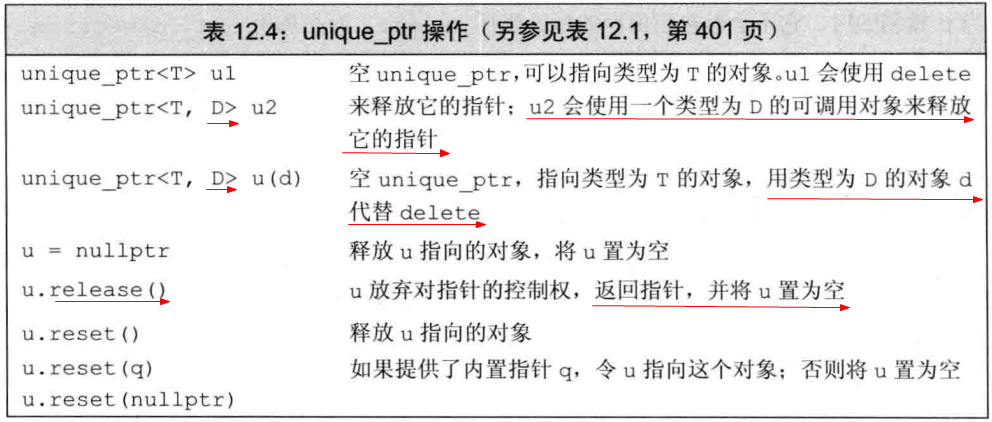 表 12.4：unique_ptr 操作（另参见表 12.1，第 401 页）
unique_ptr<T> u1 空 unique_ptr，可以指向类型为 T 的对象。u1 会使用 delete
unique_ptr<T, D> u2 来释放它的指针；u2 会使用一个类型为 D 的可调用对象来释放
它的指针
unique_ptr<T, D> u(d) 空 unique_ptr，指向类型为 T 的对象，用类型为 D 的对象 d
代替 delete
u = nullptr 释放 u 指向的对象，将 u 置为空
u.release() u 放弃对指针的控制权，返回指针，并将 u 置为空
u.reset() 释放 u 指向的对象
u.reset(q) 如果提供了内置指针 q，令 u 指向这个对象；否则将 u 置为空
u.reset(nullptr)